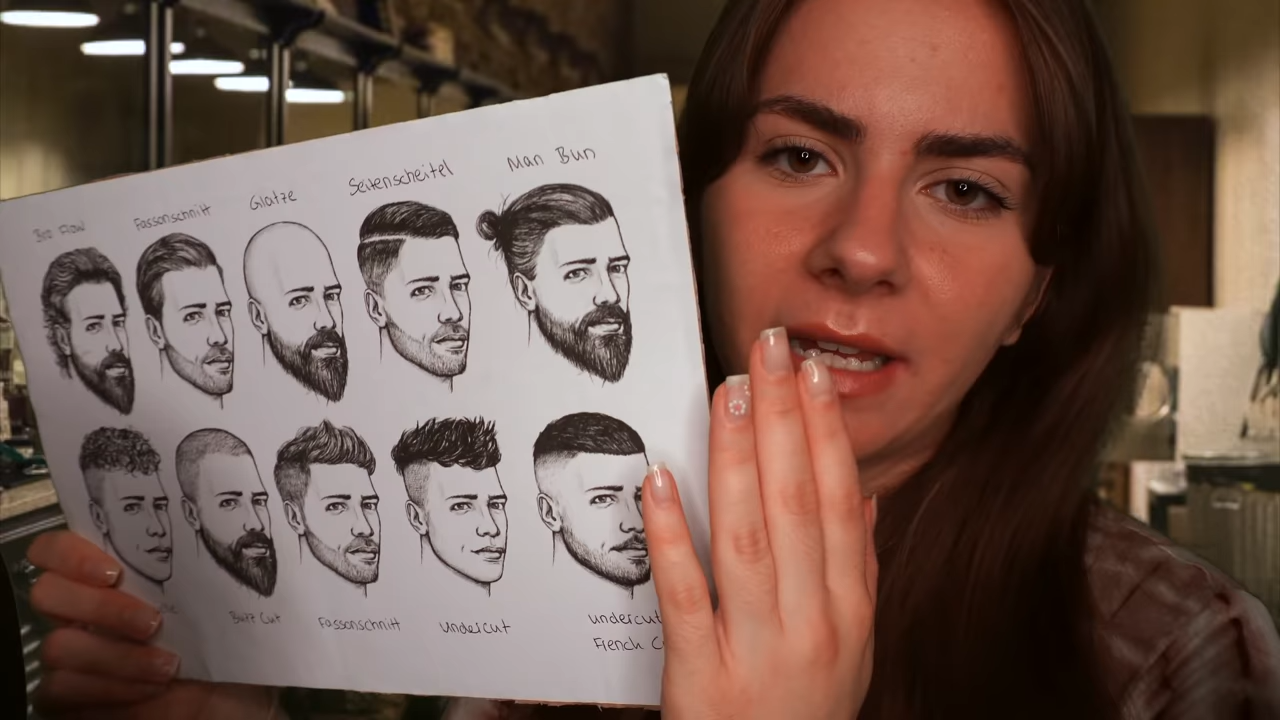 Bro Flow
Fassonschnitt
Glatze
Seitenscheitel
Man Bun
Buzz Cut
Fassonschnitt
undercut
undercut
French